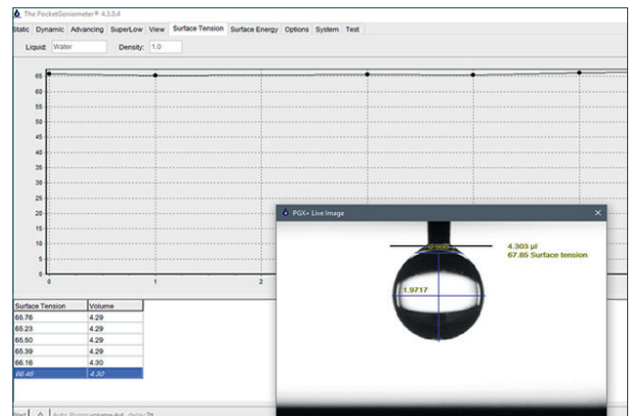 The PocketGoniometer® 4.3.0.4
Static Dynamic Advancing SuperLow View Surface Tension Surface Energy Options System Test
Liquid: Water Density: 1.0
65
60
55
50
45
40
35
30
25
20
15
10
5
0
0 1 2
PGX+ Live Image
4.303 µl
67.85 Surface tension
1.9717
Surface Tension Volume
65.76 4.29
65.23 4.29
65.50 4.29
65.39 4.29
66.16 4.30
66.46 4.30